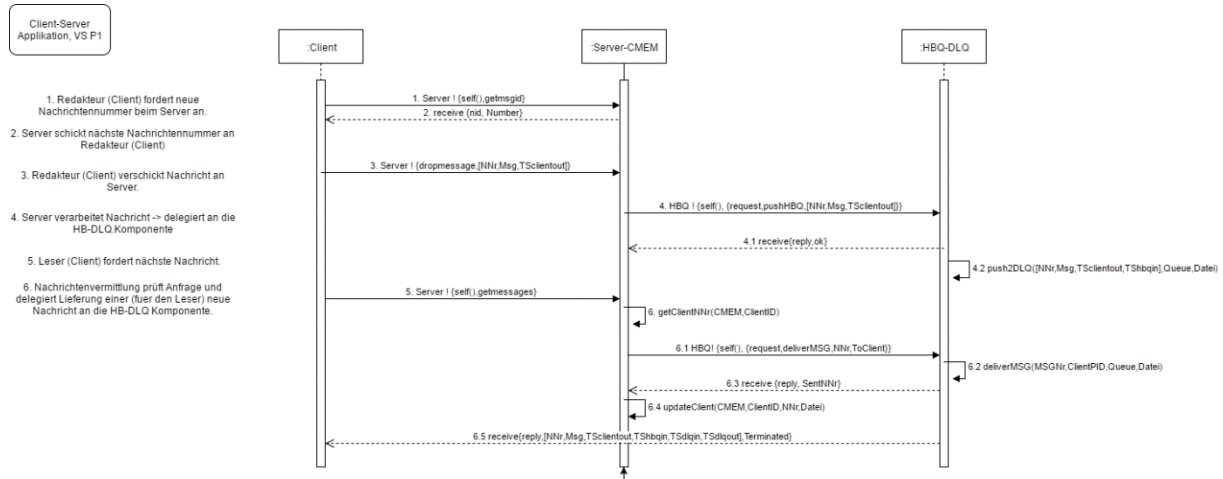 Client-Server
Applikation, VS P1
:Client
:Server-CMEM
:HBQ-DLQ
1. Redakteur (Client) fordert neue
Nachrichtennummer beim Server an.
2. Server schickt nächste Nachrichtennummer an
Redakteur (Client)
3. Redakteur (Client) verschickt Nachricht an
Server.
4. Server verarbeitet Nachricht -> delegiert an die
HB-DLQ.Komponente
5. Leser (Client) fordert nächste Nachricht.
6. Nachrichtenvermittlung prüft Anfrage und
delegiert Lieferung einer (fuer den Leser) neue
Nachricht an die HB-DLQ Komponente.
1. Server ! {self(),getmsgid}
2. receive {nid, Number}
3. Server ! {dropmessage,[NNr,Msg,TSclientout]}
4. HBQ ! {self(), {request,pushHBQ,[NNr,Msg,TSclientout]}}
4.1 receive{reply,ok}
4.2 push2DLQ([NNr,Msg,TSclientout,TShbqin],Queue,Datei)
5. Server ! {self(),getmessages}
6. getClientNNr(CMEM,ClientID)
6.1 HBQ! {self(), {request,deliverMSG,NNr,ToClient}}
6.2 deliverMSG(MSGNr,ClientPID,Queue,Datei)
6.3 receive {reply, SentNNr}
6.4 updateClient(CMEM,ClientID,NNr,Datei)
6.5 receive{reply,[NNr,Msg,TSclientout,TShbqin,TSdlqin,TSdlqout],Terminated}